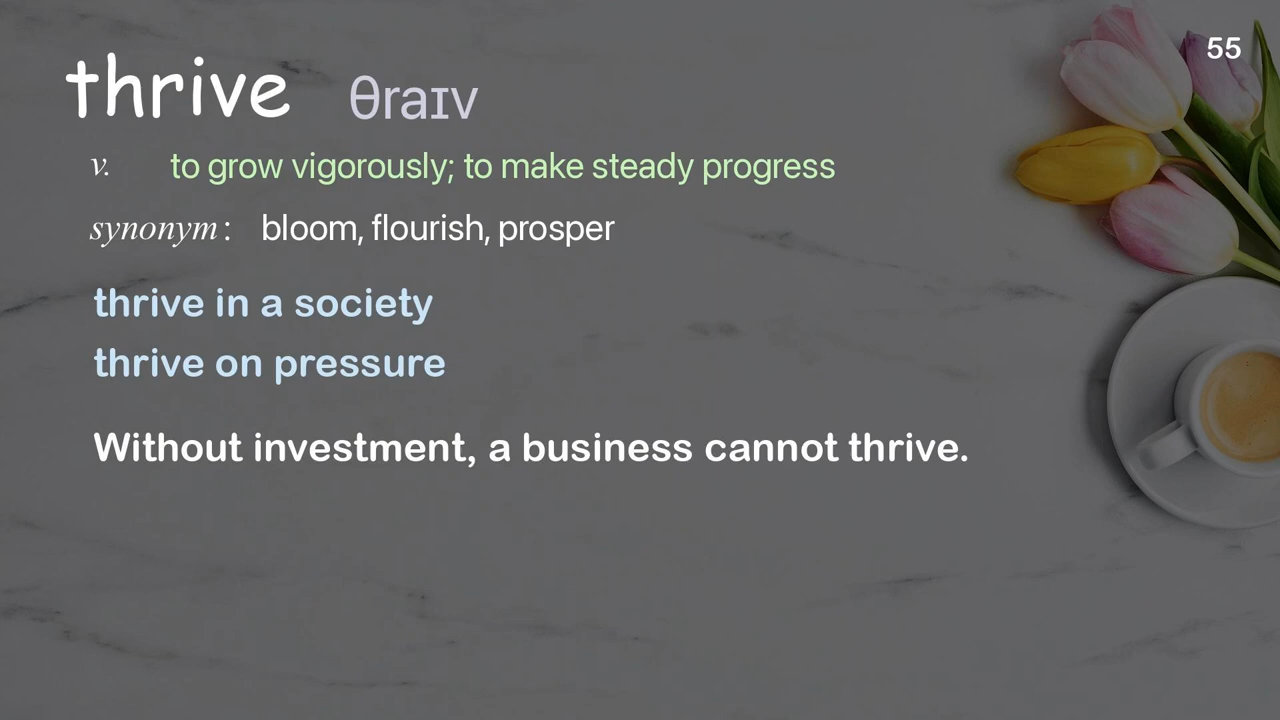 55
thrive θraɪv
v. to grow vigorously; to make steady progress
synonym: bloom, flourish, prosper
thrive in a society
thrive on pressure
Without investment, a business cannot thrive.